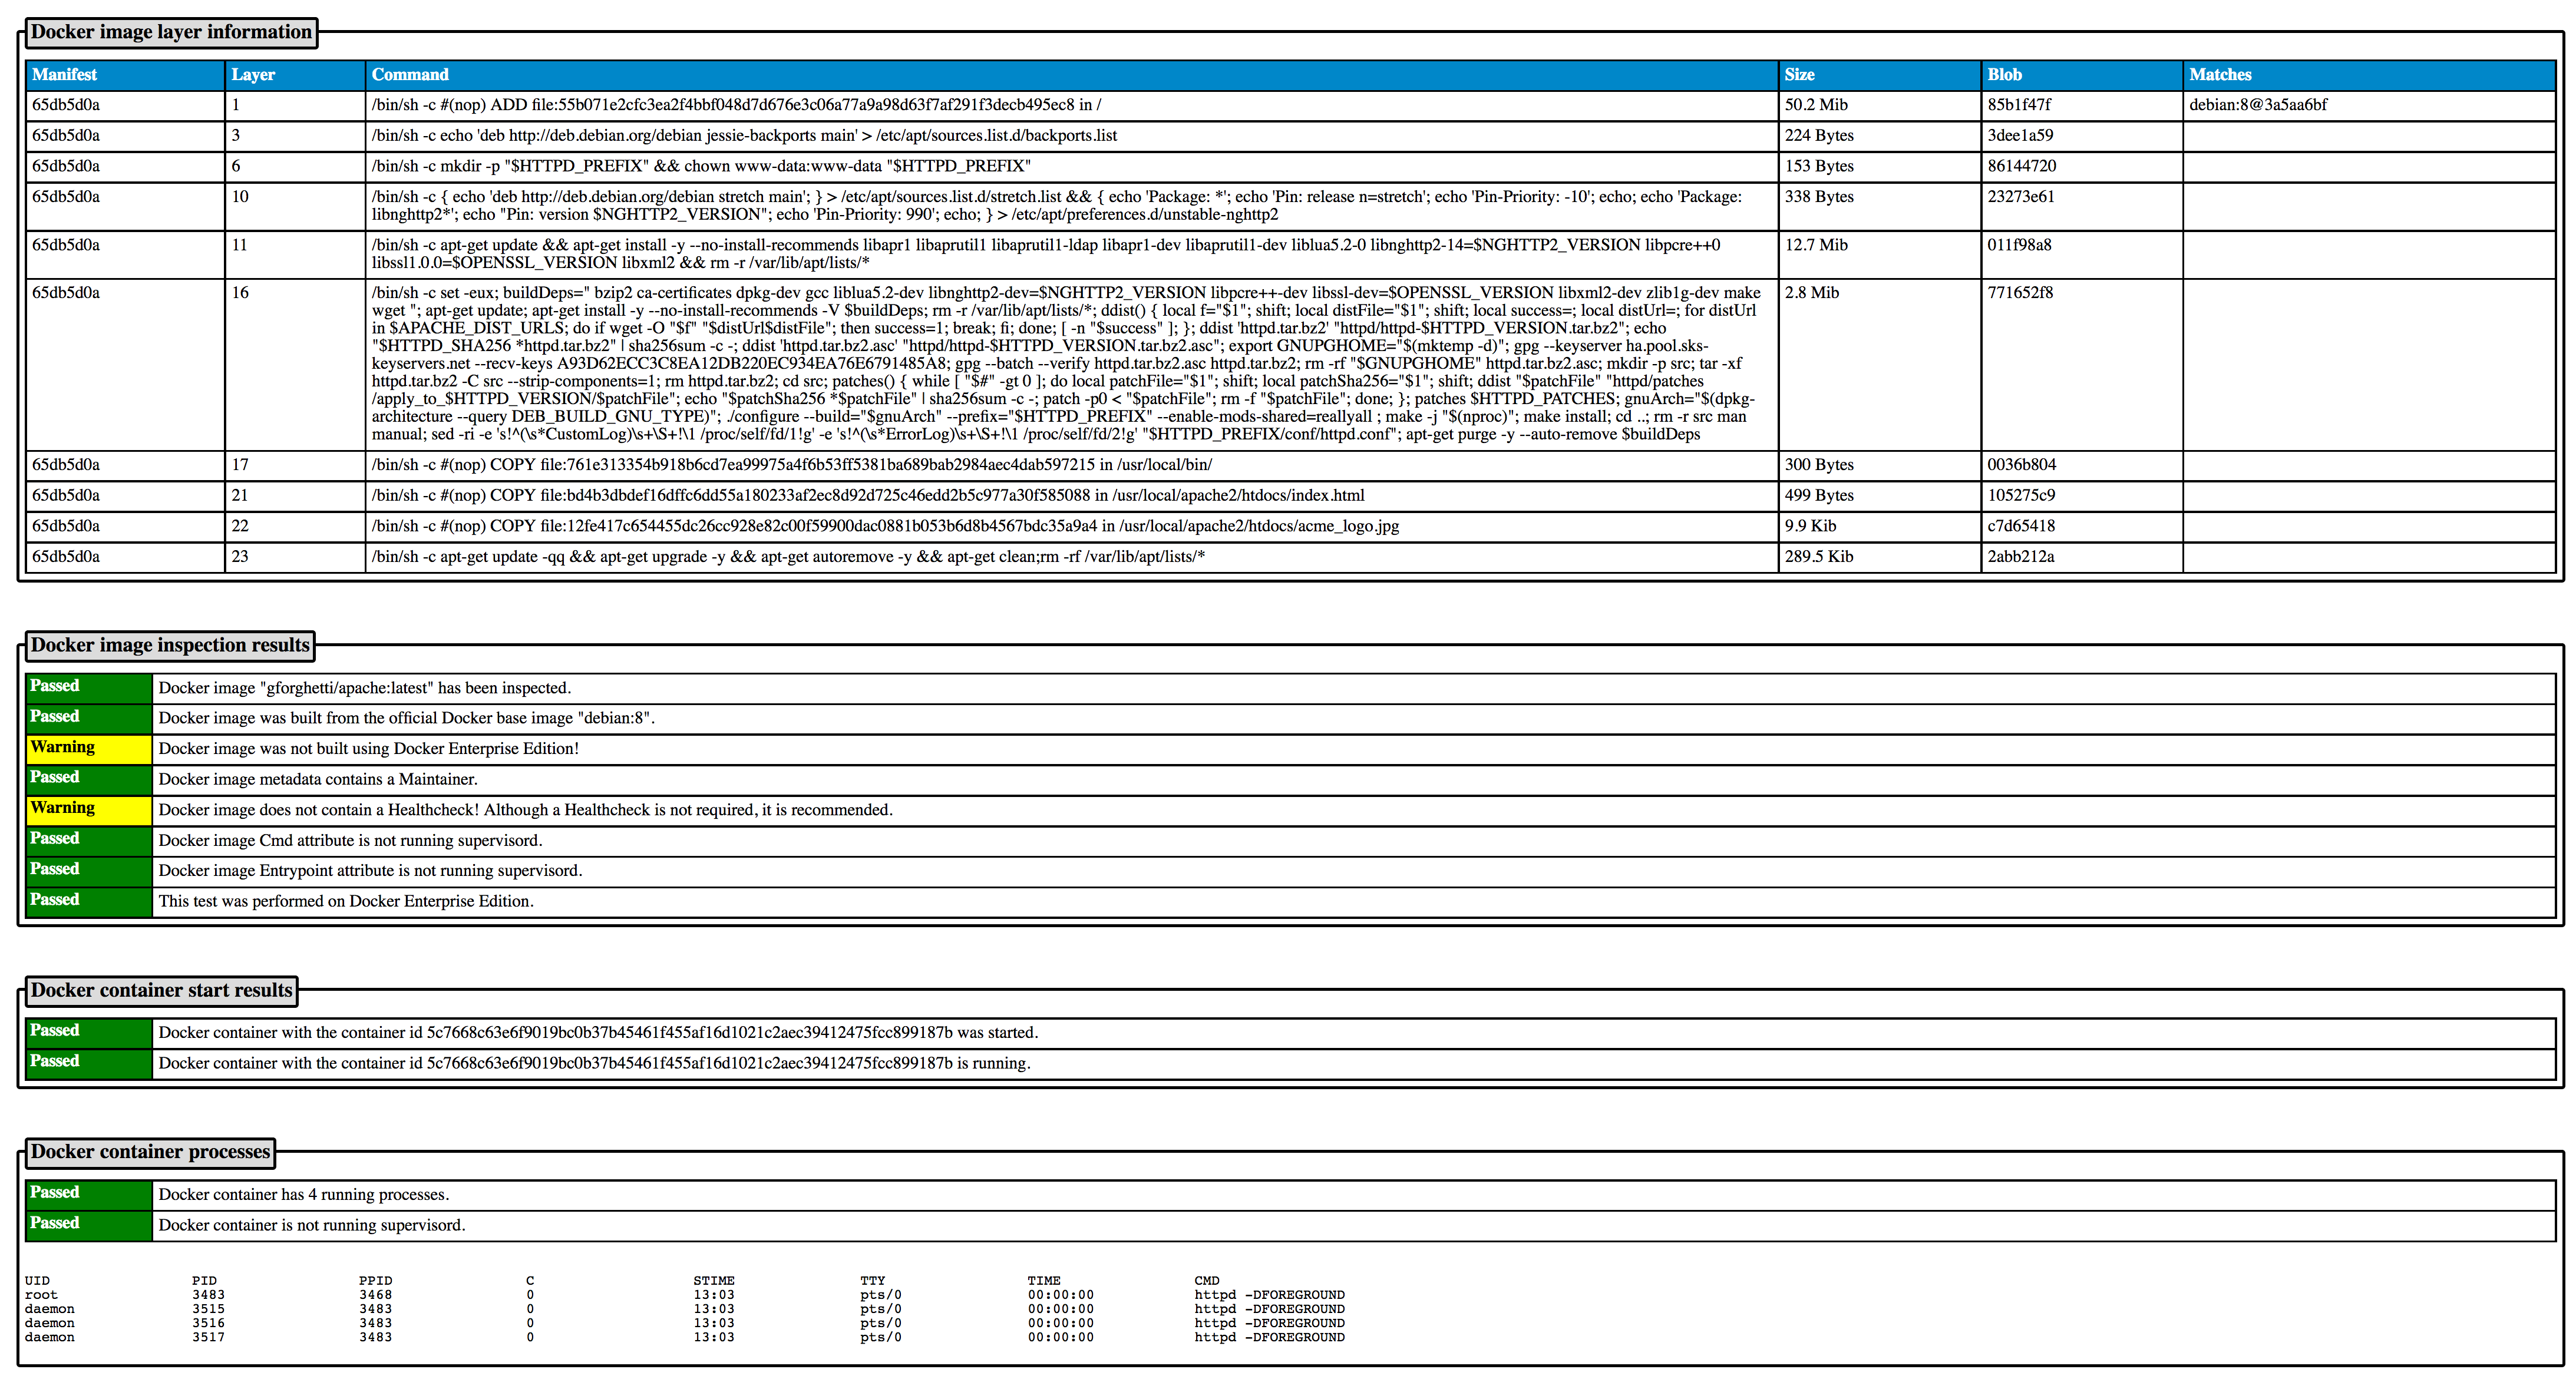 Docker image layer information
Manifest Layer Command Size Blob Matches
65db5d0a 1 /bin/sh -c #(nop) ADD file:55b071e2cfc3ea2f4bbf048d7d676e3c06a77a9a98d63f7af291f3decb495ec8 in / 50.2 Mib 85b1f47f debian:8@3a5aa6bf
65db5d0a 3 /bin/sh -c echo 'deb http://deb.debian.org/debian jessie-backports main' > /etc/apt/sources.list.d/backports.list 224 Bytes 3dee1a59
65db5d0a 6 /bin/sh -c mkdir -p "$HTTPD_PREFIX" && chown www-data:www-data "$HTTPD_PREFIX" 153 Bytes 86144720
65db5d0a 10 /bin/sh -c { echo 'deb http://deb.debian.org/debian stretch main'; } > /etc/apt/sources.list.d/stretch.list && { echo 'Package: *'; echo 'Pin: release n=stretch'; echo 'Pin-Priority: -10'; echo; echo 'Package: 338 Bytes 23273e61
libnghttp2*'; echo "Pin: version $NGHTTP2_VERSION"; echo 'Pin-Priority: 990'; echo; } > /etc/apt/preferences.d/unstable-nghttp2
65db5d0a 11 /bin/sh -c apt-get update && apt-get install -y --no-install-recommends libapr1 libaprutil1 libaprutil1-ldap libapr1-dev libaprutil1-dev liblua5.2-0 libnghttp2-14=$NGHTTP2_VERSION libpcre++0 12.7 Mib 011f98a8
libssl1.0.0=$OPENSSL_VERSION libxml2 && rm -r /var/lib/apt/lists/*
65db5d0a 16 /bin/sh -c set -eux; buildDeps=" bzip2 ca-certificates dpkg-dev gcc liblua5.2-dev libnghttp2-dev=$NGHTTP2_VERSION libpcre++-dev libssl-dev=$OPENSSL_VERSION libxml2-dev zlib1g-dev make 2.8 Mib 771652f8
wget "; apt-get update; apt-get install -y --no-install-recommends -V $buildDeps; rm -r /var/lib/apt/lists/*; ddist() { local f="$1"; shift; local distFile="$1"; shift; local success=; local distUrl=; for distUrl
in $APACHE_DIST_URLS; do if wget -O "$f" "$distUrl$distFile"; then success=1; break; fi; done; [ -n "$success" ]; }; ddist 'httpd.tar.bz2' "httpd/httpd-$HTTPD_VERSION.tar.bz2"; echo
"$HTTPD_SHA256 *httpd.tar.bz2" | sha256sum -c -; ddist 'httpd.tar.bz2.asc' "httpd/httpd-$HTTPD_VERSION.tar.bz2.asc"; export GNUPGHOME="$(mktemp -d)"; gpg --keyserver ha.pool.sks-
keyservers.net --recv-keys A93D62ECC3C8EA12DB220EC934EA76E6791485A8; gpg --batch --verify httpd.tar.bz2.asc httpd.tar.bz2; rm -rf "$GNUPGHOME" httpd.tar.bz2.asc; mkdir -p src; tar -xf
httpd.tar.bz2 -C src --strip-components=1; rm httpd.tar.bz2; cd src; patches() { while [ "$#" -gt 0 ]; do local patchFile="$1"; shift; local patchSha256="$1"; shift; ddist "$patchFile" "httpd/patches
/apply_to_$HTTPD_VERSION/$patchFile"; echo "$patchSha256 *$patchFile" | sha256sum -c -; patch -p0 < "$patchFile"; rm -f "$patchFile"; done; }; patches $HTTPD_PATCHES; gnuArch="$(dpkg-
architecture --query DEB_BUILD_GNU_TYPE)"; ./configure --build="$gnuArch" --prefix="$HTTPD_PREFIX" --enable-mods-shared=reallyall ; make -j "$(nproc)"; make install; cd ..; rm -r src man
manual; sed -ri -e 's!^(\s*CustomLog)\s+\S+!\1 /proc/self/fd/1!g' -e 's!^(\s*ErrorLog)\s+\S+!\1 /proc/self/fd/2!g' "$HTTPD_PREFIX/conf/httpd.conf"; apt-get purge -y --auto-remove $buildDeps
65db5d0a 17 /bin/sh -c #(nop) COPY file:761e313354b918b6cd7ea99975a4f6b53ff5381ba689bab2984aec4dab597215 in /usr/local/bin/ 300 Bytes 0036b804
65db5d0a 21 /bin/sh -c #(nop) COPY file:bd4b3dbdef16dffc6dd55a180233af2ec8d92d725c46edd2b5c977a30f585088 in /usr/local/apache2/htdocs/index.html 499 Bytes 105275c9
65db5d0a 22 /bin/sh -c #(nop) COPY file:12fe417c654455dc26cc928e82c00f59900dac0881b053b6d8b4567bdc35a9a4 in /usr/local/apache2/htdocs/acme_logo.jpg 9.9 Kib c7d65418
65db5d0a 23 /bin/sh -c apt-get update -qq && apt-get upgrade -y && apt-get autoremove -y && apt-get clean;rm -rf /var/lib/apt/lists/* 289.5 Kib 2abb212a
Docker image inspection results
Passed Docker image "gforghetti/apache:latest" has been inspected.
Passed Docker image was built from the official Docker base image "debian:8".
Warning Docker image was not built using Docker Enterprise Edition!
Passed Docker image metadata contains a Maintainer.
Warning Docker image does not contain a Healthcheck! Although a Healthcheck is not required, it is recommended.
Passed Docker image Cmd attribute is not running supervisord.
Passed Docker image Entrypoint attribute is not running supervisord.
Passed This test was performed on Docker Enterprise Edition.
Docker container start results
Passed Docker container with the container id 5c7668c63e6f9019bc0b37b45461f455af16d1021c2aec39412475fcc899187b was started.
Passed Docker container with the container id 5c7668c63e6f9019bc0b37b45461f455af16d1021c2aec39412475fcc899187b is running.
Docker container processes
Passed Docker container has 4 running processes.
Passed Docker container is not running supervisord.
UID PID PPID C STIME TTY TIME CMD
root 3483 3468 0 13:03 pts/0 00:00:00 httpd -DFOREGROUND
daemon 3515 3483 0 13:03 pts/0 00:00:00 httpd -DFOREGROUND
daemon 3516 3483 0 13:03 pts/0 00:00:00 httpd -DFOREGROUND
daemon 3517 3483 0 13:03 pts/0 00:00:00 httpd -DFOREGROUND